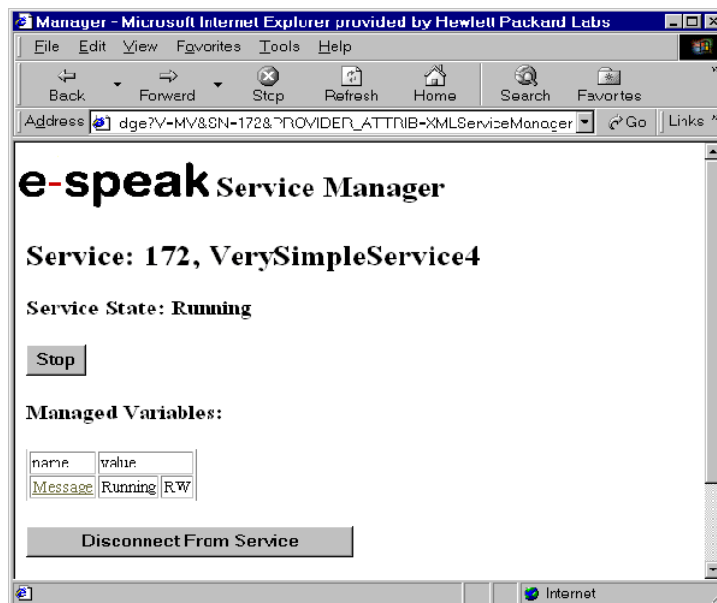 Manager - Microsoft Internet Explorer provided by Hewlett Packard Labs
File Edit View Favorites Tools Help
Back Forward Stop Refresh Home Search Favorites
Address dge?V=MV&SN=172&PROVIDER_ATTRIB=XMLServiceManager Go Links
e-speak Service Manager
Service: 172, VerySimpleService4
Service State: Running
Stop
Managed Variables:
name value
Message Running RW
Disconnect From Service
Internet